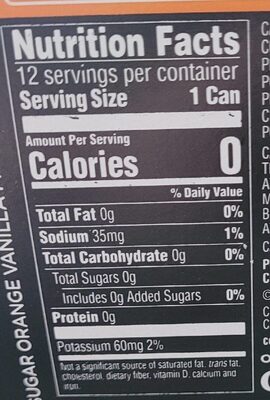 Nutrition Facts
12 servings per container
Serving Size 1 Can
Amount Per Serving
Calories 0
% Daily Value
Total Fat 0g 0%
Sodium 35mg 1%
Total Carbohydrate 0g 0%
Total Sugars 0g
Includes 0g Added Sugars 0%
Protein 0g
Potassium 60mg 2%
Not a significant source of saturated fat, trans fat,
cholesterol, dietary fiber, vitamin D, calcium and
iron.
SUGAR ORANGE VANILLA